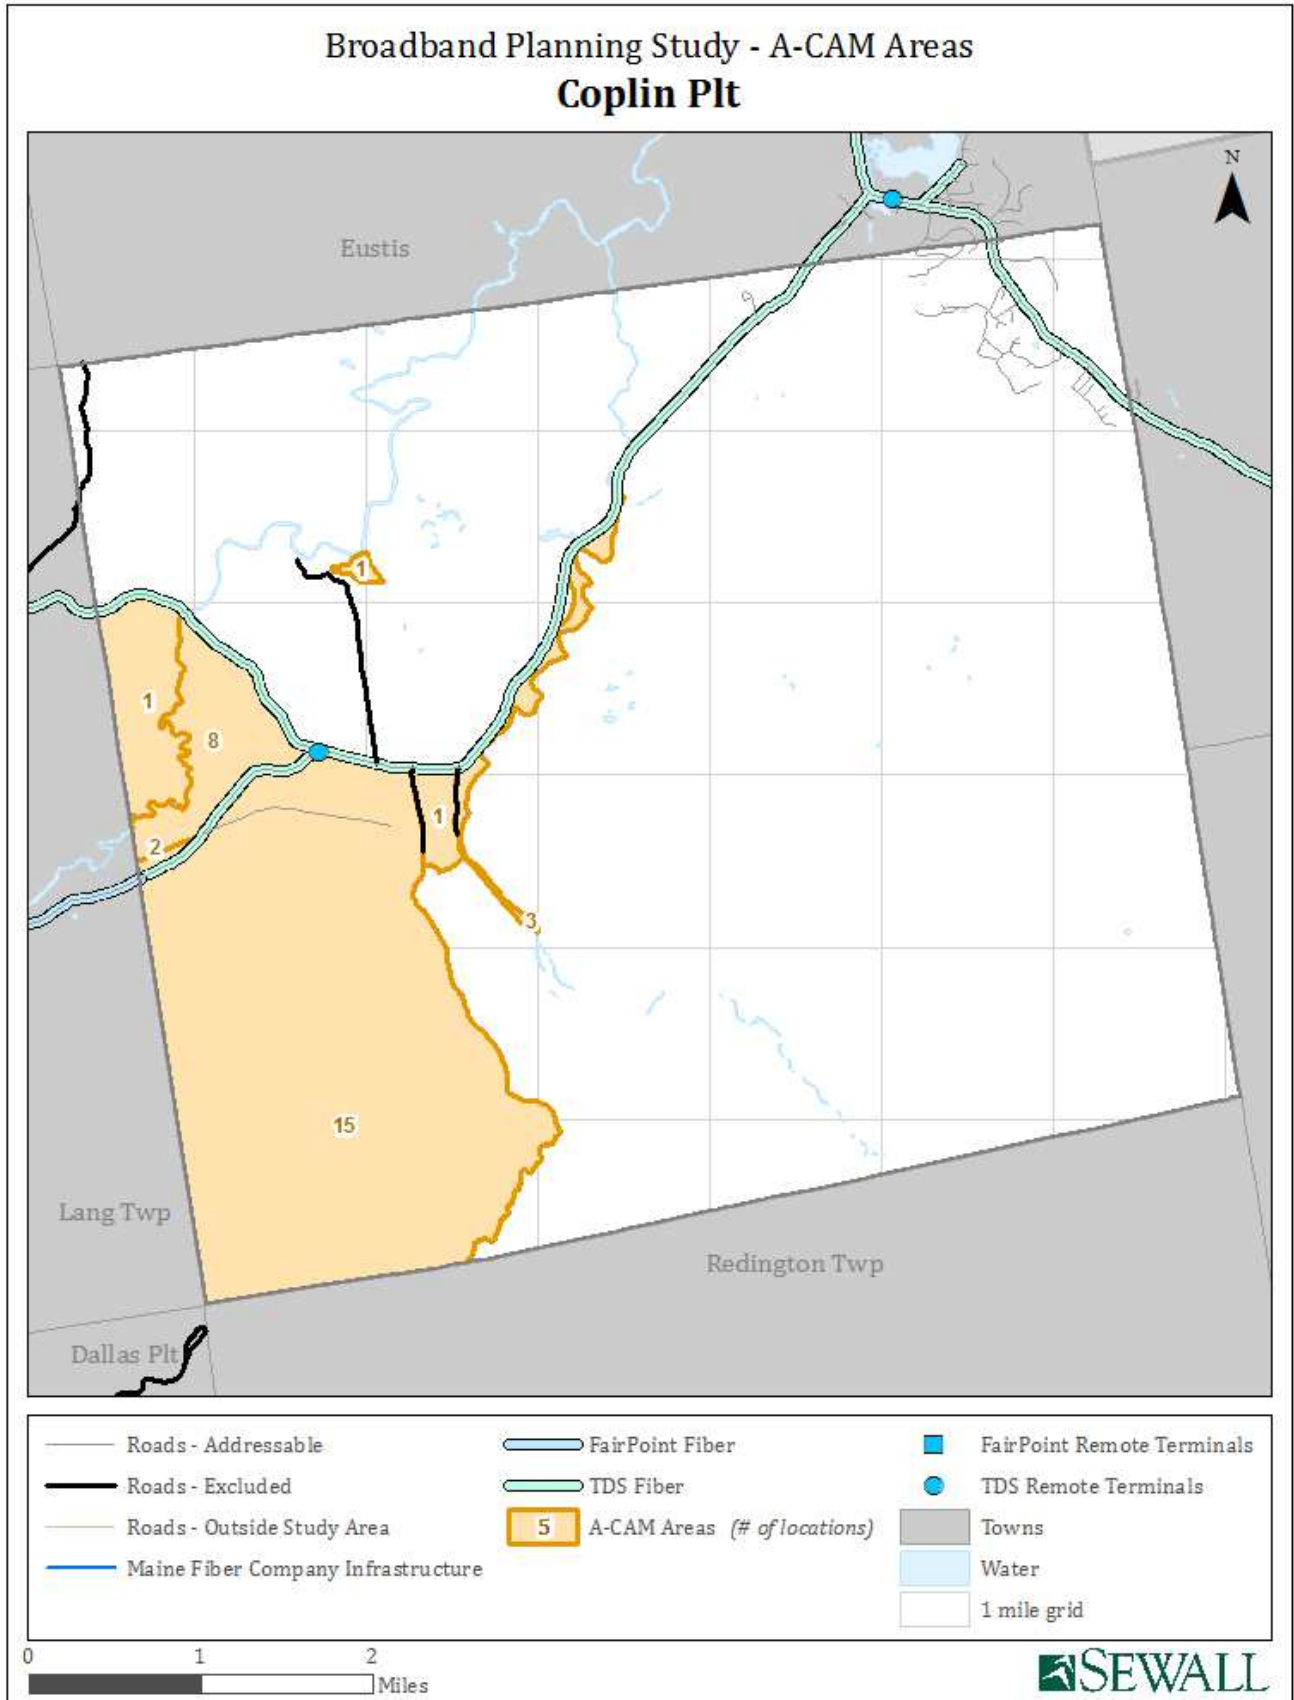 Broadband Planning Study - A-CAM Areas
Coplin Plt
N
Eustis
1
1
8
1
2
3
15
Lang Twp
Redington Twp
Dallas Plt
Roads - Addressable
Roads - Excluded
Roads - Outside Study Area
Maine Fiber Company Infrastructure
FairPoint Fiber
TDS Fiber
5 A-CAM Areas (# of locations)
FairPoint Remote Terminals
TDS Remote Terminals
Towns
Water
1 mile grid
0 1 2
Miles
SEWALL